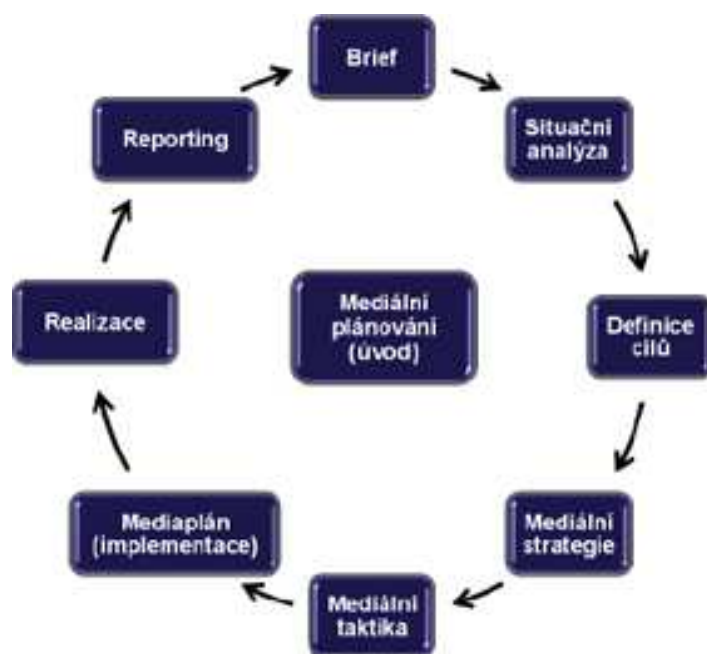 Brief
Situační
analýza
Definice
cílů
Mediální
strategie
Mediální
taktika
Mediaplán
(implementace)
Realizace
Reporting
Mediální
plánování
(úvod)